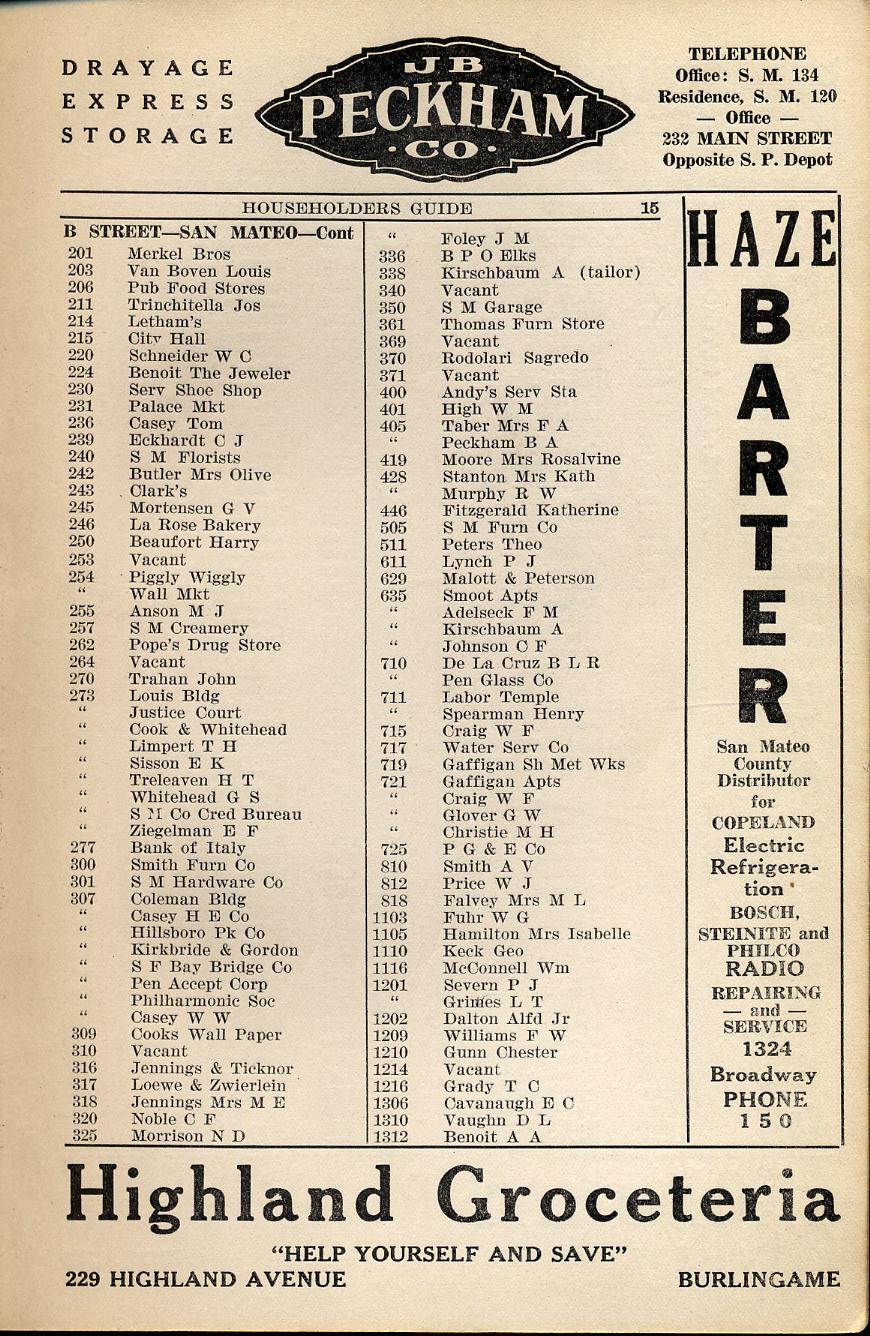 DRAYAGE
EXPRESS
STORAGE
J B
PECKHAM
·CO·
TELEPHONE
Office: S. M. 134
Residence, S. M. 120
— Office —
232 MAIN STREET
Opposite S. P. Depot
HOUSEHOLDERS GUIDE 15
B STREET—SAN MATEO—Cont
201 Merkel Bros
203 Van Boven Louis
206 Pub Food Stores
211 Trinchitella Jos
214 Letham's
215 City Hall
220 Schneider W C
224 Benoit The Jeweler
230 Serv Shoe Shop
231 Palace Mkt
236 Casey Tom
239 Eckhardt C J
240 S M Florists
242 Butler Mrs Olive
243 Clark's
245 Mortensen G V
246 La Rose Bakery
250 Beaufort Harry
253 Vacant
254 Piggly Wiggly
“ Wall Mkt
255 Anson M J
257 S M Creamery
262 Pope's Drug Store
264 Vacant
270 Trahan John
273 Louis Bldg
“ Justice Court
“ Cook & Whitehead
“ Limpert T H
“ Sisson E K
“ Treleaven H T
“ Whitehead G S
“ S M Co Cred Bureau
“ Ziegelman E F
277 Bank of Italy
300 Smith Furn Co
301 S M Hardware Co
307 Coleman Bldg
“ Casey H E Co
“ Hillsboro Pk Co
“ Kirkbride & Gordon
“ S F Bay Bridge Co
“ Pen Accept Corp
“ Philharmonic Soc
“ Casey W W
309 Cooks Wall Paper
310 Vacant
316 Jennings & Ticknor
317 Loewe & Zwierlein
318 Jennings Mrs M E
320 Noble C F
325 Morrison N D
“ Foley J M
336 B P O Elks
338 Kirschbaum A (tailor)
340 Vacant
350 S M Garage
361 Thomas Furn Store
369 Vacant
370 Rodolari Sagredo
371 Vacant
400 Andy's Serv Sta
401 High W M
405 Taber Mrs F A
“ Peckham B A
419 Moore Mrs Rosalvine
428 Stanton Mrs Kath
“ Murphy R W
446 Fitzgerald Katherine
505 S M Furn Co
511 Peters Theo
611 Lynch P J
629 Malott & Peterson
635 Smoot Apts
“ Adelseck F M
“ Kirschbaum A
“ Johnson C F
710 De La Cruz B L R
“ Pen Glass Co
711 Labor Temple
“ Spearman Henry
715 Craig W F
717 Water Serv Co
719 Gaffigan Sh Met Wks
721 Gaffigan Apts
“ Craig W F
“ Glover G W
“ Christie M H
725 P G & E Co
810 Smith A V
812 Price W J
818 Falvey Mrs M L
1103 Fuhr W G
1105 Hamilton Mrs Isabelle
1110 Keck Geo
1116 McConnell Wm
1201 Severn P J
“ Grimes L T
1202 Dalton Alfd Jr
1209 Williams F W
1210 Gunn Chester
1214 Vacant
1216 Grady T C
1306 Cavanaugh E C
1310 Vaughn D L
1312 Benoit A A
HAZE
B
A
R
T
E
R
San Mateo
County
Distributor
for
COPELAND
Electric
Refrigera-
tion
BOSCH,
STEINITE and
PHILCO
RADIO
REPAIRING
— and —
SERVICE
1324
Broadway
PHONE
1 5 0
Highland Groceteria
“HELP YOURSELF AND SAVE”
229 HIGHLAND AVENUE BURLINGAME